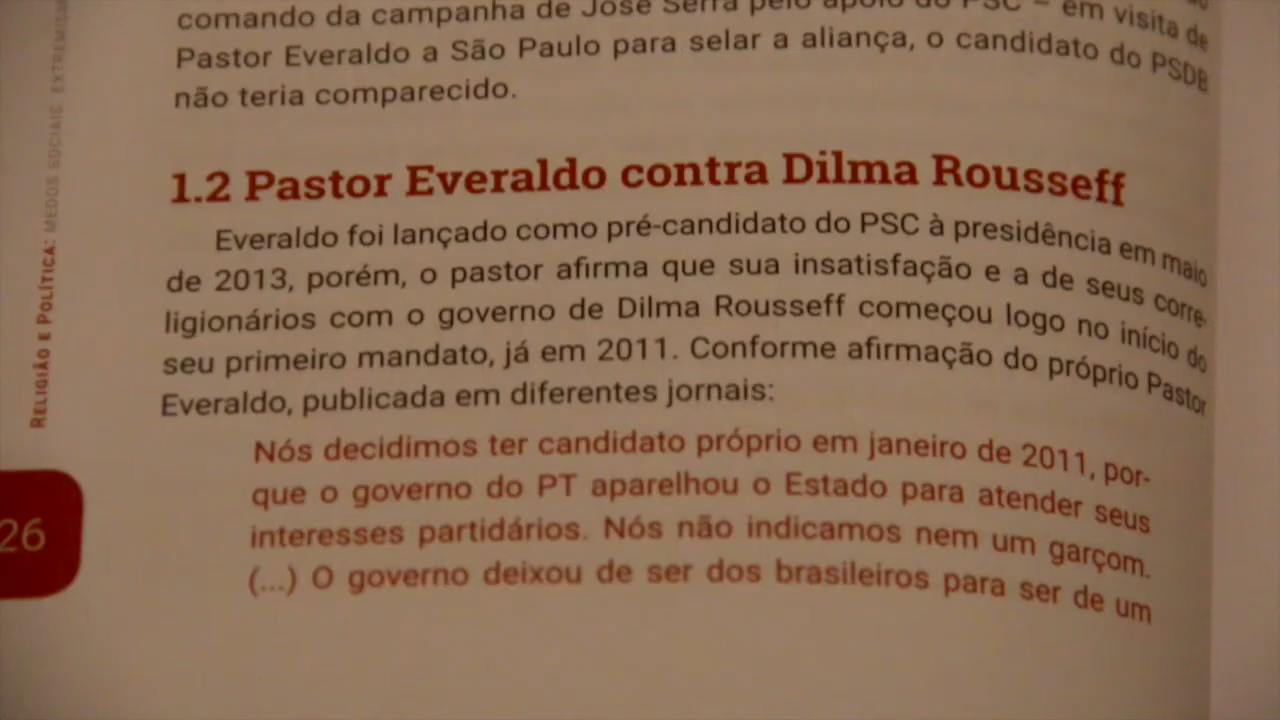 comando da campanha de José Serra pelo apoio do PSC – em visita de
Pastor Everaldo a São Paulo para selar a aliança, o candidato do PSDB
não teria comparecido.
1.2 Pastor Everaldo contra Dilma Rousseff
Everaldo foi lançado como pré-candidato do PSC à presidência em maio
de 2013, porém, o pastor afirma que sua insatisfação e a de seus corre-
ligionários com o governo de Dilma Rousseff começou logo no início do
seu primeiro mandato, já em 2011. Conforme afirmação do próprio Pastor
Everaldo, publicada em diferentes jornais:
Nós decidimos ter candidato próprio em janeiro de 2011, por-
que o governo do PT aparelhou o Estado para atender seus
interesses partidários. Nós não indicamos nem um garçom.
(...) O governo deixou de ser dos brasileiros para ser de um
RELIGIÃO E POLÍTICA: MEDOS SOCIAIS,
26